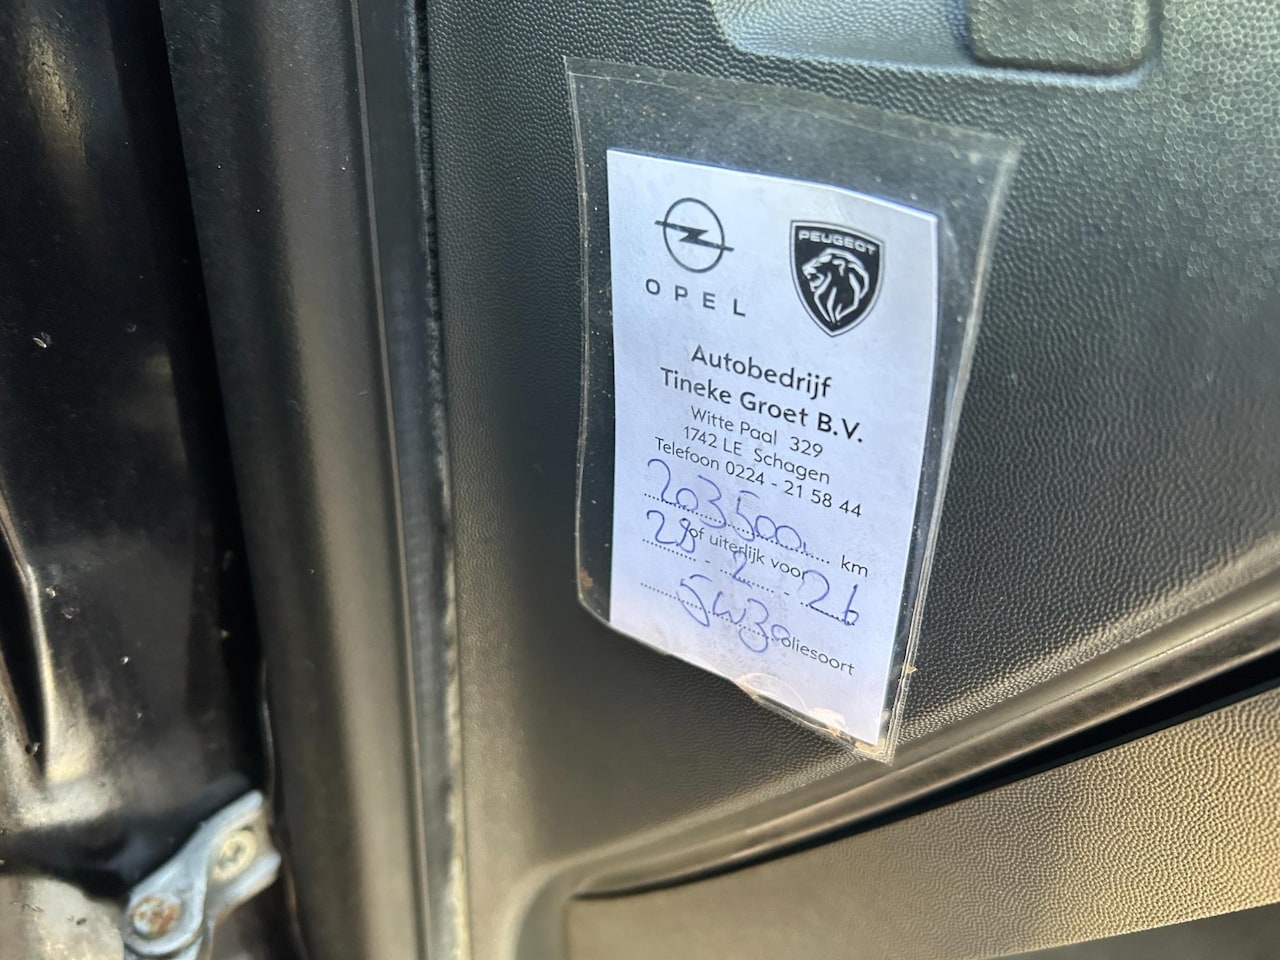 OPEL
PEUGEOT
Autobedrijf
Tineke Groet B.V.
Witte Paal 329
1742 LE Schagen
Telefoon 0224 - 21 58 44
203500 km
of uiterlijk voor
28 - 2 - 26
5W30 oliesoort